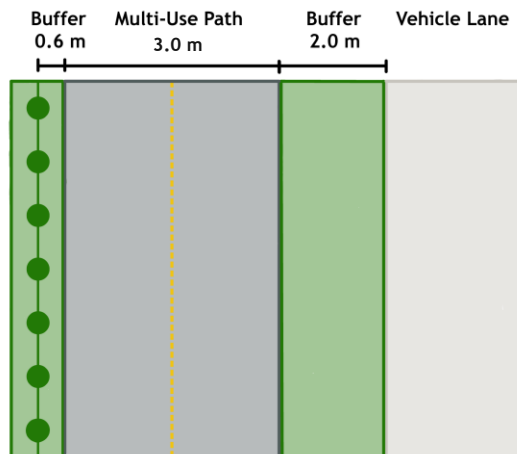 Buffer
0.6 m
Multi-Use Path
3.0 m
Buffer
2.0 m
Vehicle Lane